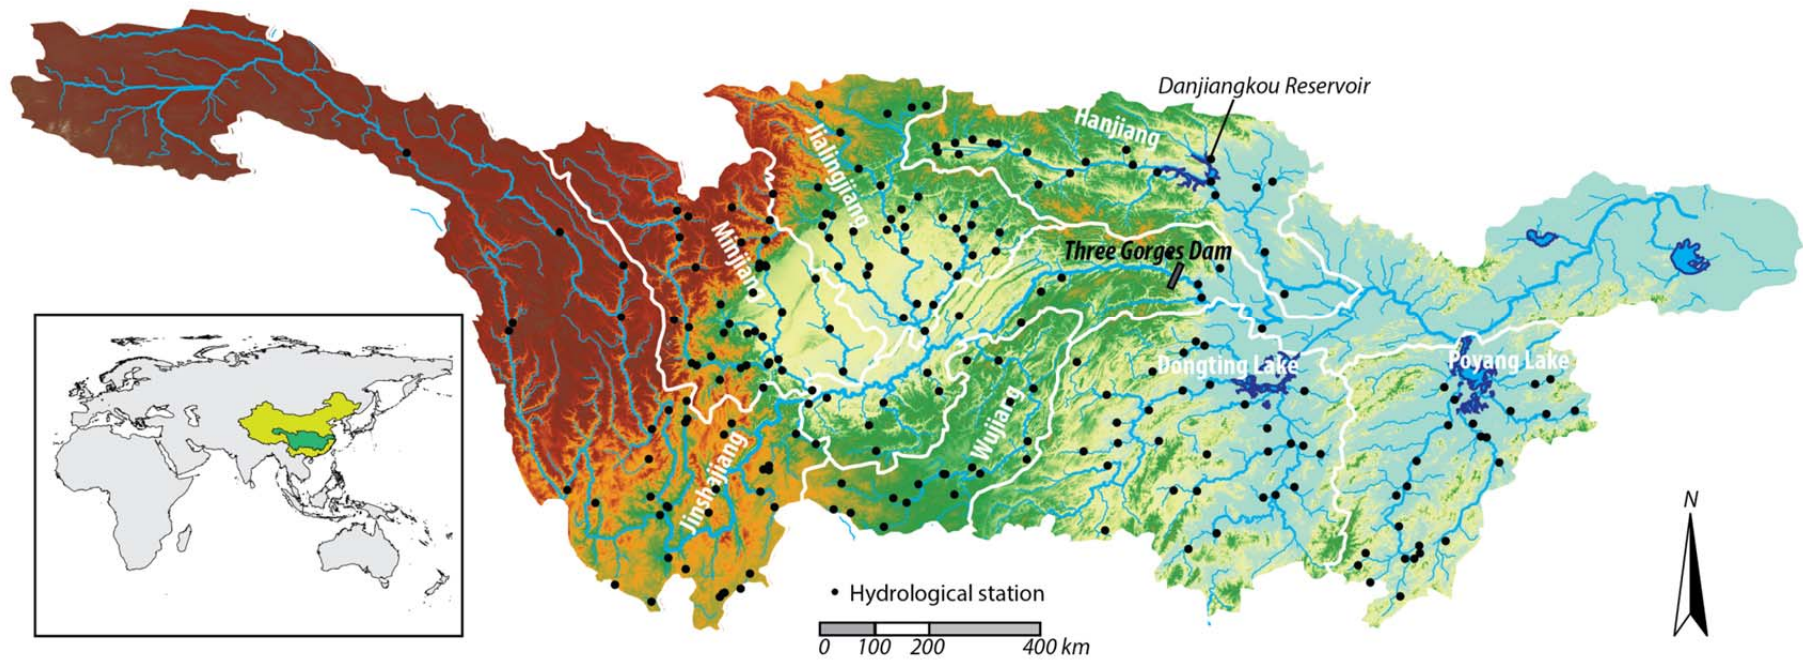 Danjiangkou Reservoir
Hanjiang
Jialingjiang
Minjiang
Three Gorges Dam
Dongting Lake
Poyang Lake
Wujiang
Jinshajiang
N
• Hydrological station
0 100 200 400 km